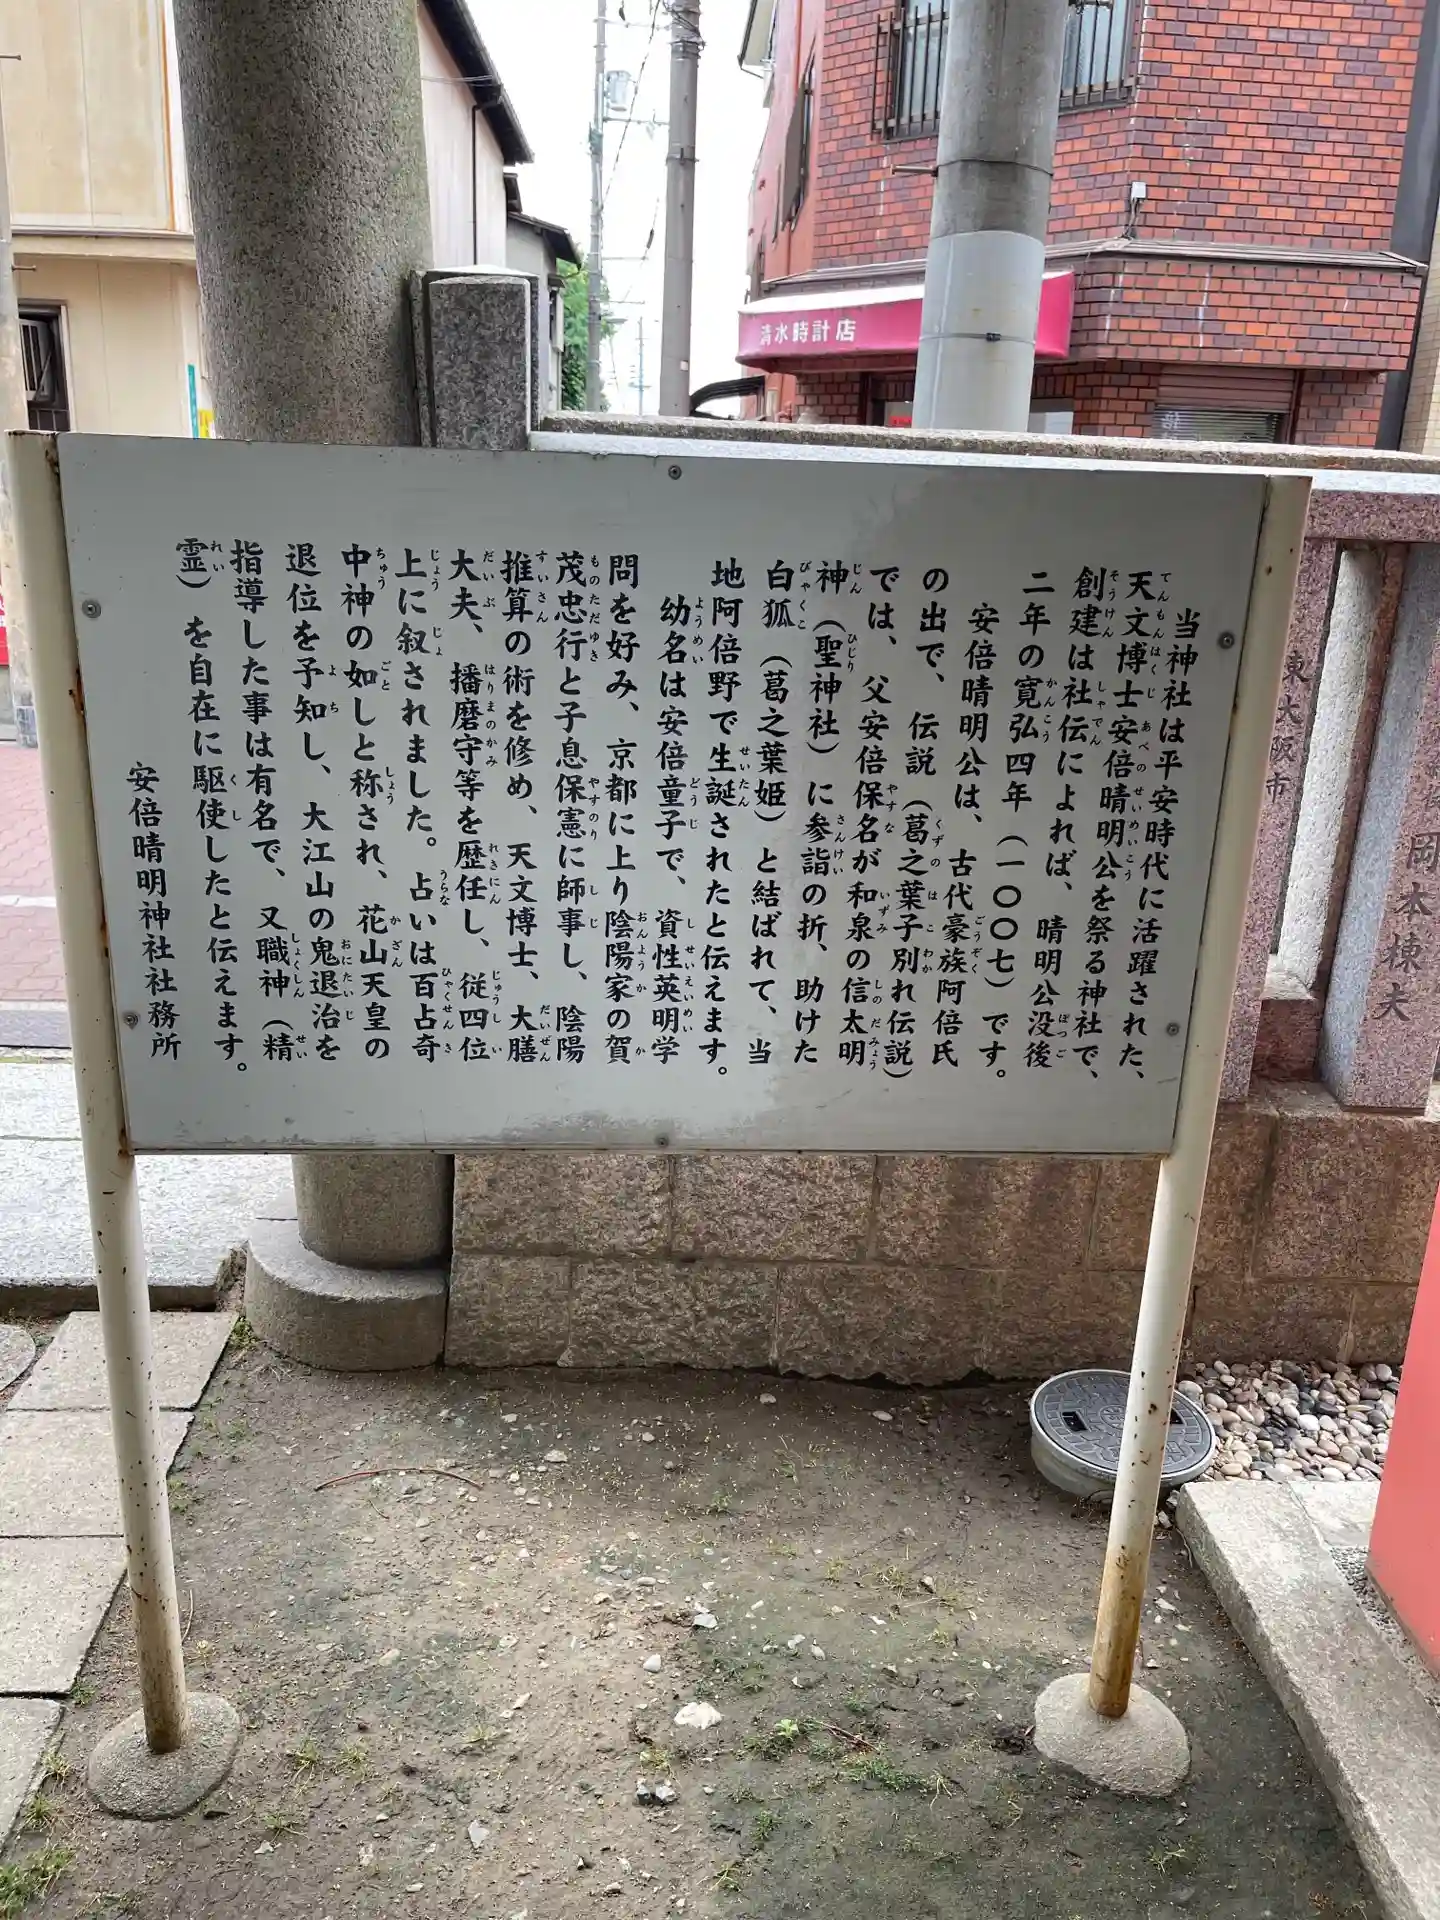 清水時計店
当神社は平安時代に活躍された、
天文博士安倍晴明公を祭る神社で、
創建は社伝によれば、晴明公没後
二年の寛弘四年（一〇〇七）です。
安倍晴明公は、古代豪族阿倍氏
の出で、伝説（葛之葉子別れ伝説）
では、父安倍保名が和泉の信太明
神（聖神社）に参詣の折、助けた
白狐（葛之葉姫）と結ばれて、当
地阿倍野で生誕されたと伝えます。
幼名は安倍童子で、資性英明学
問を好み、京都に上り陰陽家の賀
茂忠行と子息保憲に師事し、陰陽
推算の術を修め、天文博士、大膳
大夫、播磨守等を歴任し、従四位
上に叙されました。占いは百占奇
中神の如しと称され、花山天皇の
退位を予知し、大江山の鬼退治を
指導した事は有名で、又職神（精
霊）を自在に駆使したと伝えます。
安倍晴明神社社務所
東大阪市
岡本棟夫